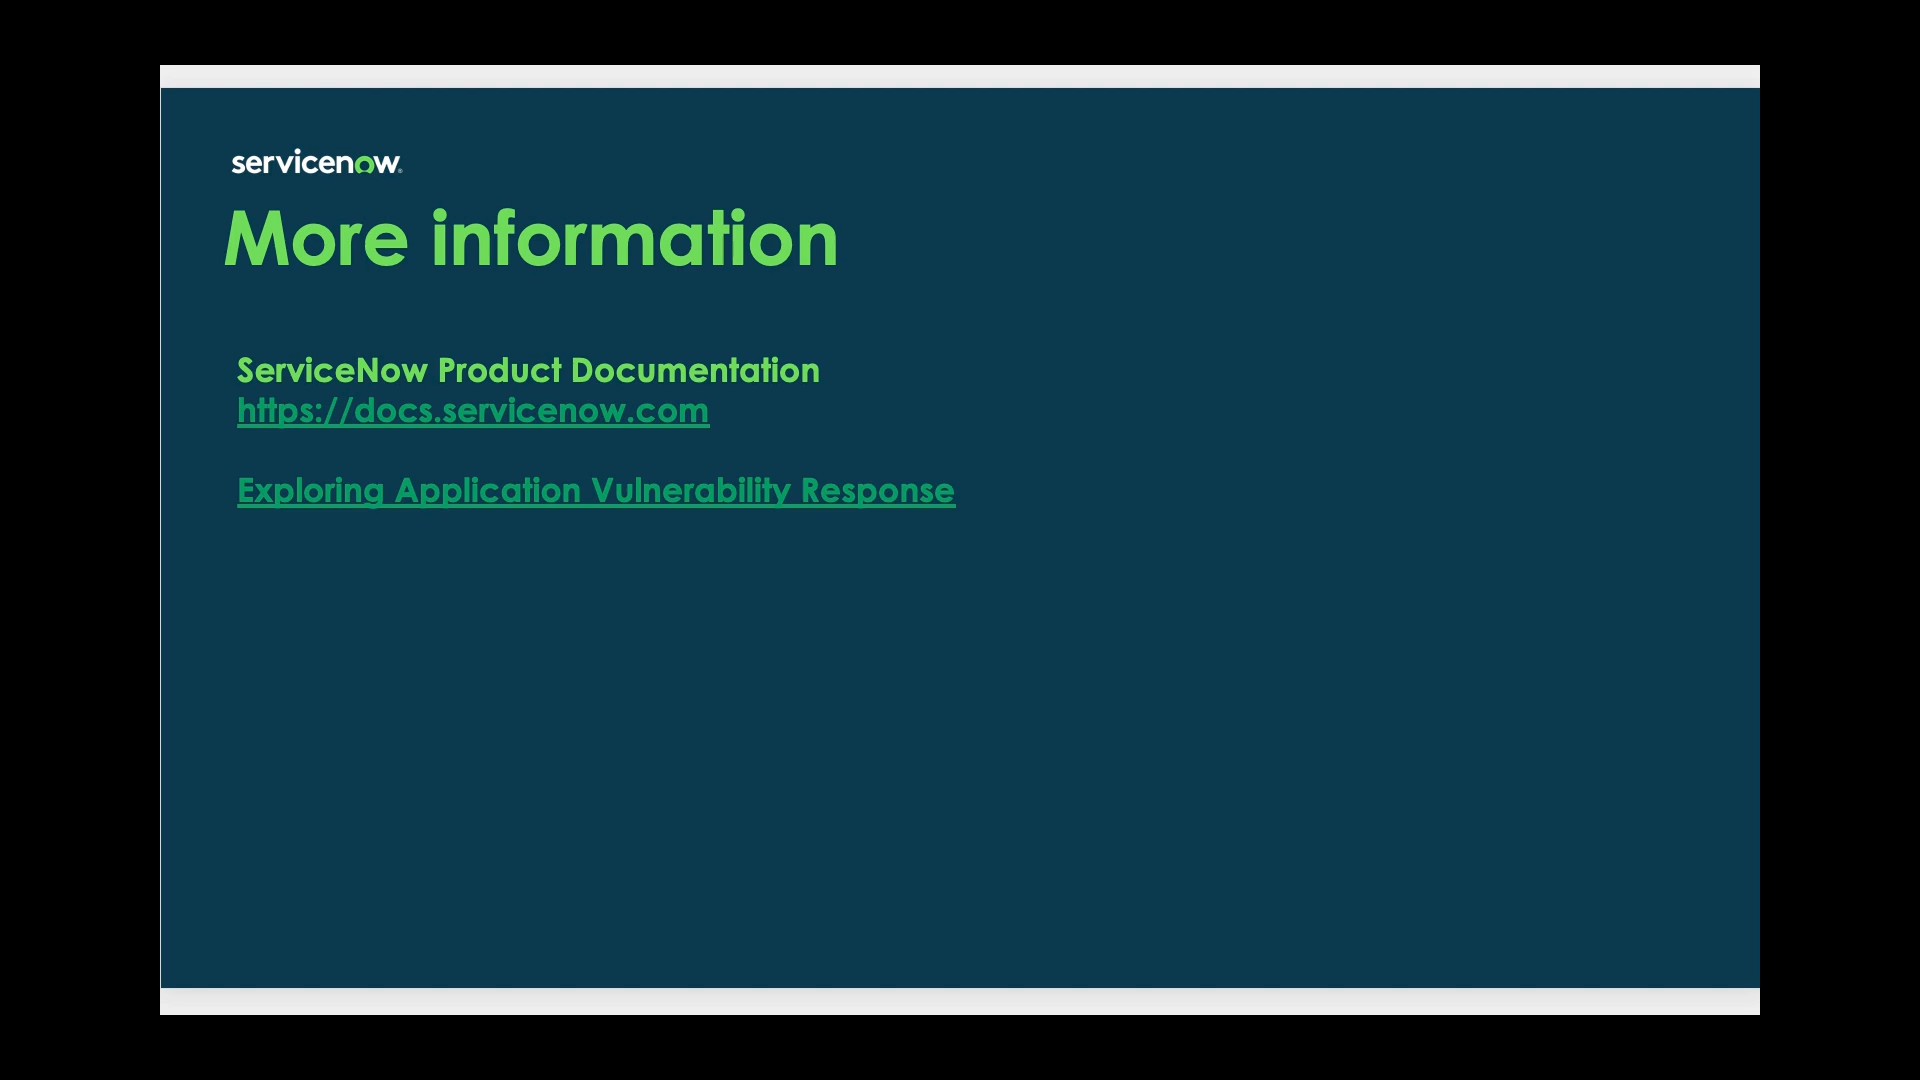 servicenow
More information
ServiceNow Product Documentation
https://docs.servicenow.com
Exploring Application Vulnerability Response